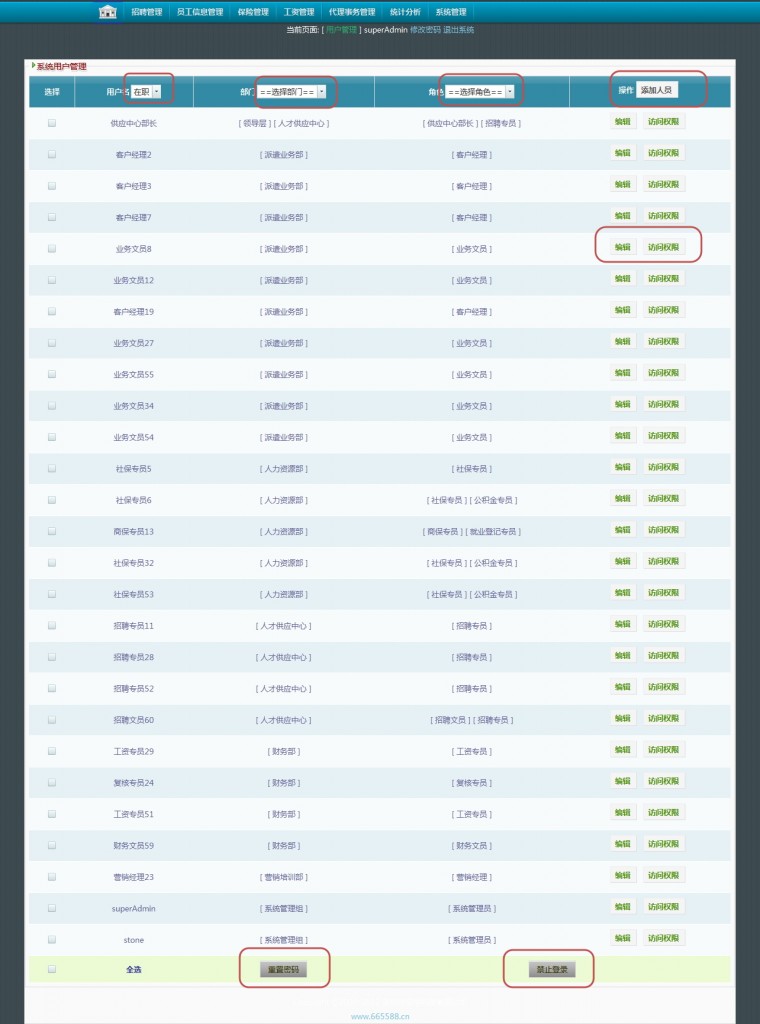 招聘管理 员工信息管理 保险管理 工资管理 代理事务管理 统计分析 系统管理
当前页面: [ 用户管理 ] superAdmin 修改密码 退出系统
系统用户管理
选择 用户名 在职 部门 ==选择部门== 角色 ==选择角色== 操作 添加人员
供应中心部长 [ 领导层 ] [ 人才供应中心 ] [ 供应中心部长 ] [ 招聘专员 ] 编辑 访问权限
客户经理2 [ 派遣业务部 ] [ 客户经理 ] 编辑 访问权限
客户经理3 [ 派遣业务部 ] [ 客户经理 ] 编辑 访问权限
客户经理7 [ 派遣业务部 ] [ 客户经理 ] 编辑 访问权限
业务文员8 [ 派遣业务部 ] [ 业务文员 ] 编辑 访问权限
业务文员12 [ 派遣业务部 ] [ 业务文员 ] 编辑 访问权限
客户经理19 [ 派遣业务部 ] [ 客户经理 ] 编辑 访问权限
业务文员27 [ 派遣业务部 ] [ 业务文员 ] 编辑 访问权限
业务文员55 [ 派遣业务部 ] [ 业务文员 ] 编辑 访问权限
业务文员34 [ 派遣业务部 ] [ 业务文员 ] 编辑 访问权限
业务文员54 [ 派遣业务部 ] [ 业务文员 ] 编辑 访问权限
社保专员5 [ 人力资源部 ] [ 社保专员 ] 编辑 访问权限
社保专员6 [ 人力资源部 ] [ 社保专员 ] [ 公积金专员 ] 编辑 访问权限
商保专员13 [ 人力资源部 ] [ 商保专员 ] [ 就业登记专员 ] 编辑 访问权限
社保专员32 [ 人力资源部 ] [ 社保专员 ] [ 公积金专员 ] 编辑 访问权限
社保专员53 [ 人力资源部 ] [ 社保专员 ] [ 公积金专员 ] 编辑 访问权限
招聘专员11 [ 人才供应中心 ] [ 招聘专员 ] 编辑 访问权限
招聘专员28 [ 人才供应中心 ] [ 招聘专员 ] 编辑 访问权限
招聘专员52 [ 人才供应中心 ] [ 招聘专员 ] 编辑 访问权限
招聘文员60 [ 人才供应中心 ] [ 招聘文员 ] [ 招聘专员 ] 编辑 访问权限
工资专员29 [ 财务部 ] [ 工资专员 ] 编辑 访问权限
复核专员24 [ 财务部 ] [ 复核专员 ] 编辑 访问权限
工资专员51 [ 财务部 ] [ 工资专员 ] 编辑 访问权限
财务文员59 [ 财务部 ] [ 财务文员 ] 编辑 访问权限
营销经理23 [ 营销培训部 ] [ 营销经理 ] 编辑 访问权限
superAdmin [ 系统管理组 ] [ 系统管理员 ] 编辑 访问权限
stone [ 系统管理组 ] [ 系统管理员 ] 编辑 访问权限
全选 重置密码 禁止登录
www.665588.cn